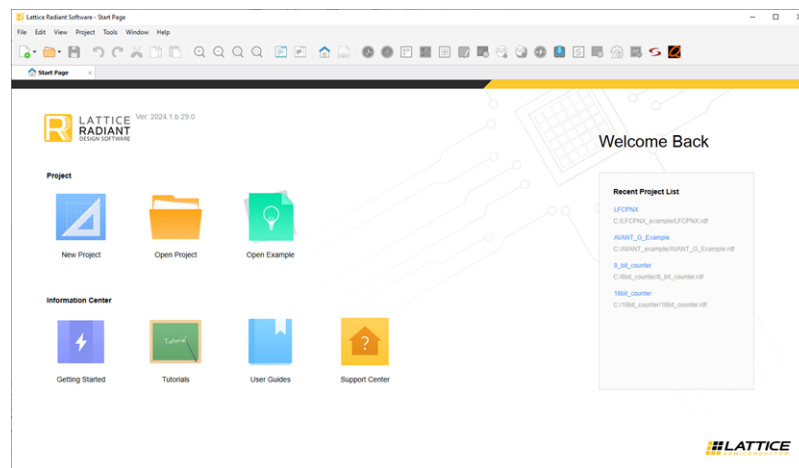 Lattice Radiant Software - Start Page
File Edit View Project Tools Window Help
Start Page
LATTICE
RADIANT
DESIGN SOFTWARE
Ver: 2024.1.b.29.0
Welcome Back
Project
New Project
Open Project
Open Example
Recent Project List
LFCPNX
C:/LFCPNX_example/LFCPNX.rdf
AVANT_G_Example
C:/AVANT_example/AVANT_G_Example.rdf
8_bit_counter
C:/8bit_counter/8_bit_counter.rdf
16bit_counter
C:/16bit_counter/16bit_counter.rdf
Information Center
Tutorial
?
Getting Started
Tutorials
User Guides
Support Center
LATTICE
SEMICONDUCTOR